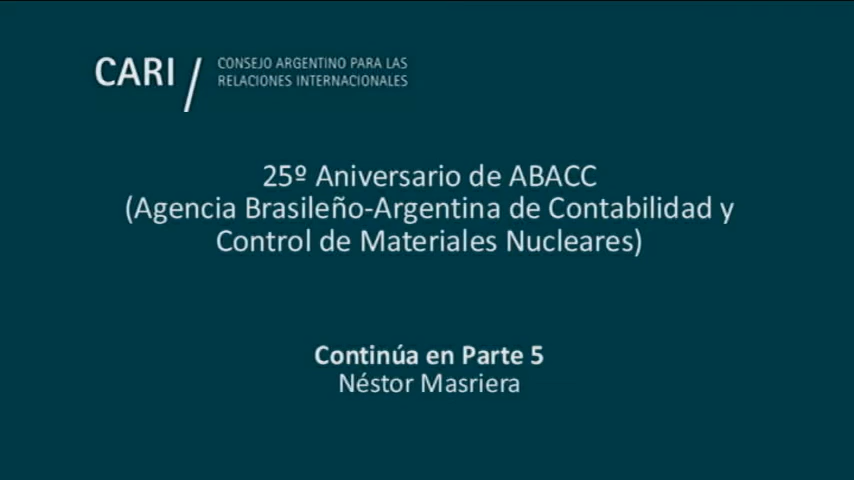 CARI
CONSEJO ARGENTINO PARA LAS
RELACIONES INTERNACIONALES
25º Aniversario de ABACC
(Agencia Brasileño-Argentina de Contabilidad y
Control de Materiales Nucleares)
Continúa en Parte 5
Néstor Masriera